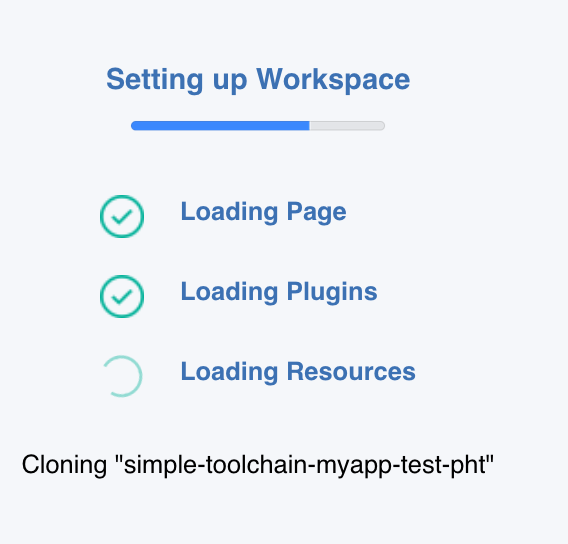 Setting up Workspace
Loading Page
Loading Plugins
Loading Resources
Cloning "simple-toolchain-myapp-test-pht"